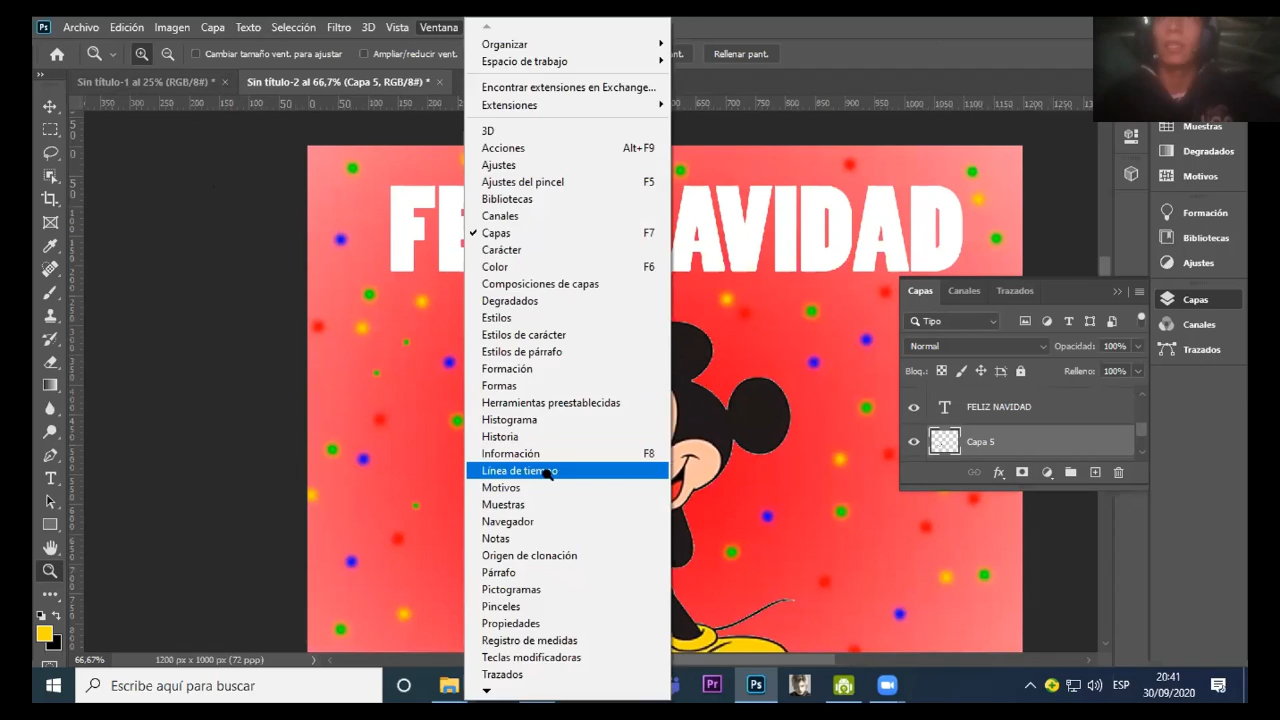 Archivo Edición Imagen Capa Texto Selección Filtro 3D Vista Ventana
Cambiar tamaño vent. para ajustar Ampliar/reducir vent. pant. Rellenar pant.
Sin título-1 al 25% (RGB/8#) * × Sin título-2 al 66,7% (Capa 5, RGB/8#) * ×
Organizar
Espacio de trabajo
Encontrar extensiones en Exchange...
Extensiones
3D
Acciones Alt+F9
Ajustes
Ajustes del pincel F5
Bibliotecas
Canales
Capas F7
Carácter
Color F6
Composiciones de capas
Degradados
Estilos
Estilos de carácter
Estilos de párrafo
Formación
Formas
Herramientas preestablecidas
Histograma
Historia
Información F8
Línea de tiempo
Motivos
Muestras
Navegador
Notas
Origen de clonación
Párrafo
Pictogramas
Pinceles
Propiedades
Registro de medidas
Teclas modificadoras
Trazados
FE AVIDAD
Muestras
Degradados
Motivos
Formación
Bibliotecas
Ajustes
Capas
Canales
Trazados
Capas Canales Trazados
Tipo
Normal Opacidad: 100%
Bloq.: Relleno: 100%
FELIZ NAVIDAD
Capa 5
66,67% 1200 px x 1000 px (72 ppp)
Escribe aquí para buscar
ESP
20:41
30/09/2020